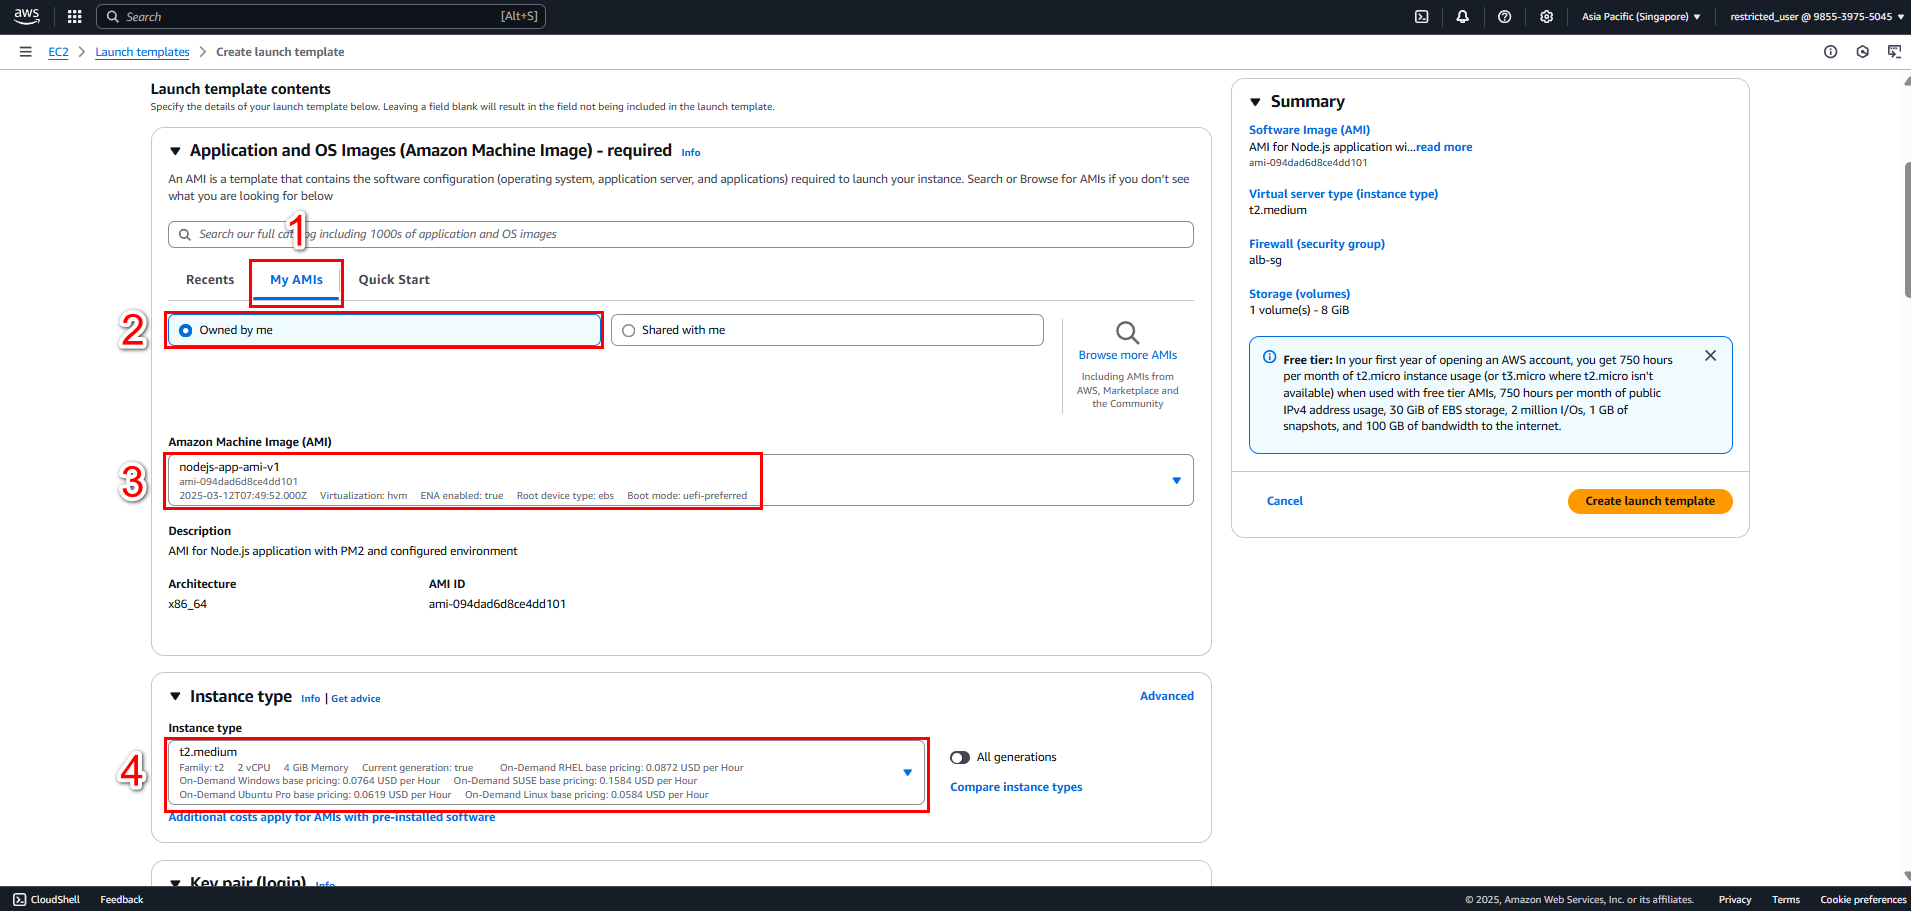 aws
Search
[Alt+S]
Asia Pacific (Singapore)
restricted_user @ 9855-3975-5045
EC2
Launch templates
Create launch template
Launch template contents
Specify the details of your launch template below. Leaving a field blank will result in the field not being included in the launch template.
Application and OS Images (Amazon Machine Image) - required Info
An AMI is a template that contains the software configuration (operating system, application server, and applications) required to launch your instance. Search or Browse for AMIs if you don't see
what you are looking for below
1
Search our full catalog including 1000s of application and OS images
Recents
My AMIs
Quick Start
2
Owned by me
Shared with me
Browse more AMIs
Including AMIs from
AWS, Marketplace and
the Community
Amazon Machine Image (AMI)
3
nodejs-app-ami-v1
ami-094dad6d8ce4dd101
2025-03-12T07:49:52.000Z Virtualization: hvm ENA enabled: true Root device type: ebs Boot mode: uefi-preferred
Description
AMI for Node.js application with PM2 and configured environment
Architecture
AMI ID
x86_64
ami-094dad6d8ce4dd101
Instance type Info | Get advice
Advanced
Instance type
4
t2.medium
Family: t2 2 vCPU 4 GiB Memory Current generation: true On-Demand RHEL base pricing: 0.0872 USD per Hour
On-Demand Windows base pricing: 0.0764 USD per Hour On-Demand SUSE base pricing: 0.1584 USD per Hour
On-Demand Ubuntu Pro base pricing: 0.0619 USD per Hour On-Demand Linux base pricing: 0.0584 USD per Hour
All generations
Compare instance types
Additional costs apply for AMIs with pre-installed software
Key pair (login) Info
Summary
Software Image (AMI)
AMI for Node.js application wi...read more
ami-094dad6d8ce4dd101
Virtual server type (instance type)
t2.medium
Firewall (security group)
alb-sg
Storage (volumes)
1 volume(s) - 8 GiB
Free tier: In your first year of opening an AWS account, you get 750 hours
per month of t2.micro instance usage (or t3.micro where t2.micro isn't
available) when used with free tier AMIs, 750 hours per month of public
IPv4 address usage, 30 GiB of EBS storage, 2 million I/Os, 1 GB of
snapshots, and 100 GB of bandwidth to the internet.
Cancel
Create launch template
CloudShell
Feedback
© 2025, Amazon Web Services, Inc. or its affiliates.
Privacy
Terms
Cookie preferences